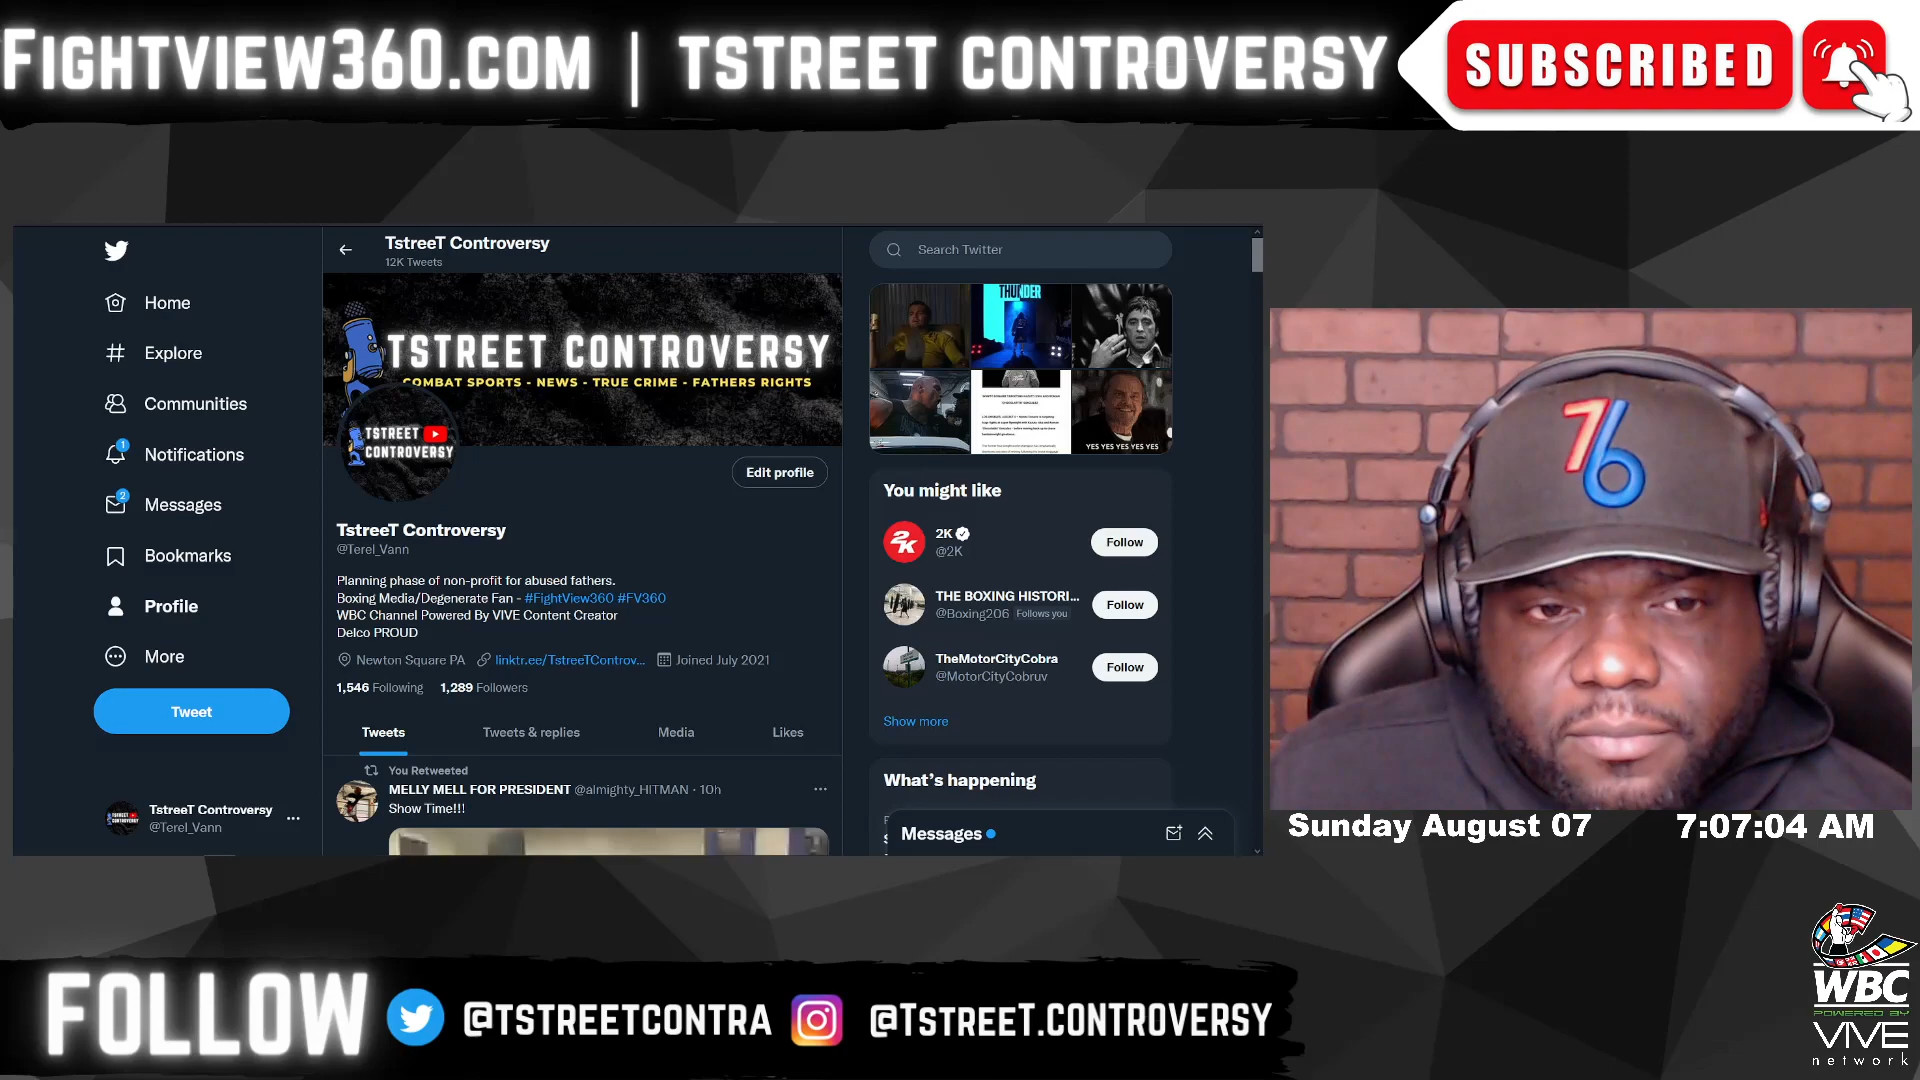 FIGHTVIEW360.COM | TSTREET CONTROVERSY
SUBSCRIBED
TstreeT Controversy
12K Tweets
Home
Explore
Communities
1
Notifications
2
Messages
Bookmarks
Profile
More
Tweet
TstreeT Controversy
@Terel_Vann
TSTREET CONTROVERSY
COMBAT SPORTS - NEWS - TRUE CRIME - FATHERS RIGHTS
TSTREET
CONTROVERSY
Edit profile
TstreeT Controversy
@Terel_Vann
Planning phase of non-profit for abused fathers.
Boxing Media/Degenerate Fan - #FightView360 #FV360
WBC Channel Powered By VIVE Content Creator
Delco PROUD
Newton Square PA linktr.ee/TstreeTControv... Joined July 2021
1,546 Following 1,289 Followers
Tweets Tweets & replies Media Likes
You Retweeted
MELLY MELL FOR PRESIDENT @almighty_HITMAN · 10h
Show Time!!!
Search Twitter
THUNDER
YES YES YES YES YES
You might like
2K
@2K
Follow
THE BOXING HISTORI...
@Boxing206 Follows you
Follow
TheMotorCityCobra
@MotorCityCobruv
Follow
Show more
What's happening
Messages
76
Sunday August 07 7:07:04 AM
FOLLOW @TSTREETCONTRA @TSTREET.CONTROVERSY
WBC
POWERED BY
VIVE
network